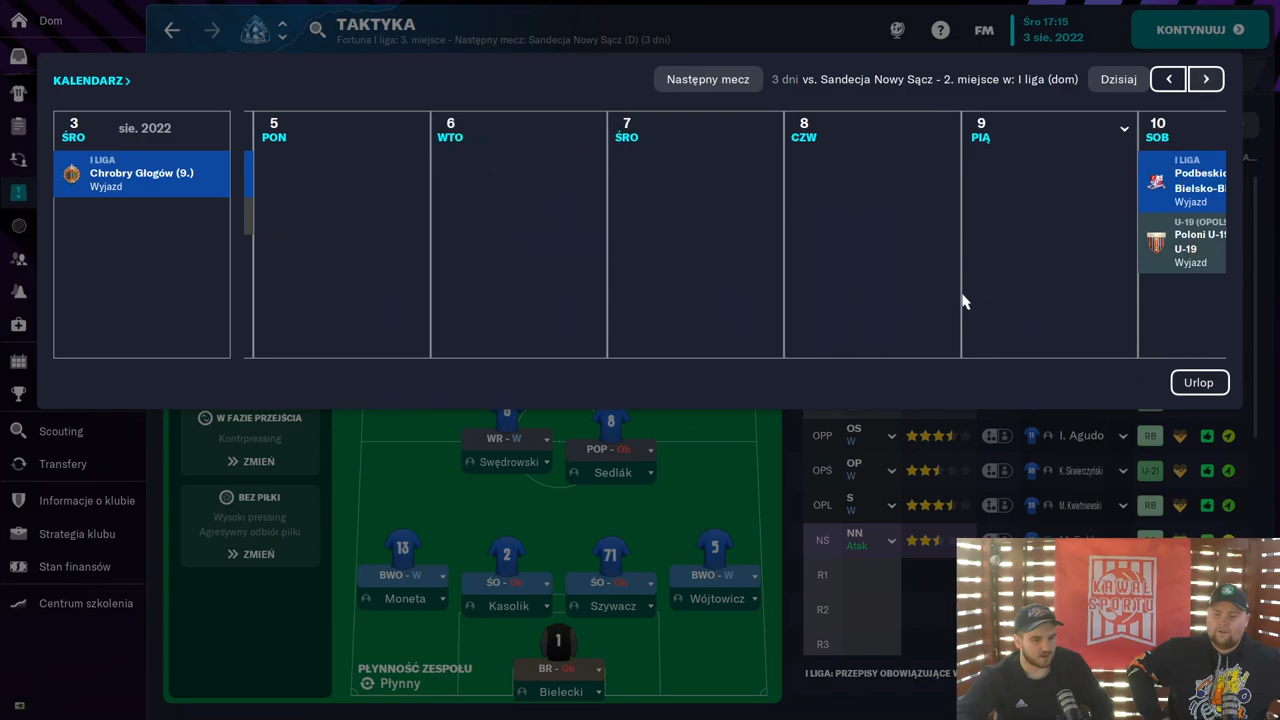 Dom
TAKTYKA
Fortuna I liga: 3. miejsce - Następny mecz: Sandecja Nowy Sącz (D) (3 dni)
FM
Śro 17:15
3 sie. 2022
KONTYNUUJ
KALENDARZ >
Następny mecz
3 dni vs. Sandecja Nowy Sącz - 2. miejsce w: I liga (dom)
Dzisiaj
3
ŚRO
sie. 2022
5
PON
6
WTO
7
ŚRO
8
CZW
9
PIĄ
10
SOB
I LIGA
Chrobry Głogów (9.)
Wyjazd
I LIGA
Podbeskic
Bielsko-Bi
Wyjazd
U-19 (OPOLS
Poloni U-19
U-19
Wyjazd
Urlop
Scouting
Transfery
Informacje o klubie
Strategia klubu
Stan finansów
Centrum szkolenia
W FAZIE PRZEJŚCIA
Kontrpressing
ZMIEŃ
BEZ PIŁKI
Wysoki pressing
Agresywny odbiór piłki
ZMIEŃ
8
WR - W
POP - Ob
Swędrowski
Sedlák
13
2
71
5
BWO - W
ŚO - Ob
ŚO - Ob
BWO - W
Moneta
Kasolik
Szywacz
Wójtowicz
1
BR - Ob
Bielecki
PŁYNNOŚĆ ZESPOŁU
Płynny
OPP
OS
W
I. Agudo
RB
OPŚ
OP
W
K. Skwierczyński
U-21
OPL
S
W
M. Kwietniewski
RB
NŚ
NN
Atak
R1
R2
R3
I LIGA: PRZEPISY OBOWIĄZUJĄCE W
KAWAŁ
SPORTU